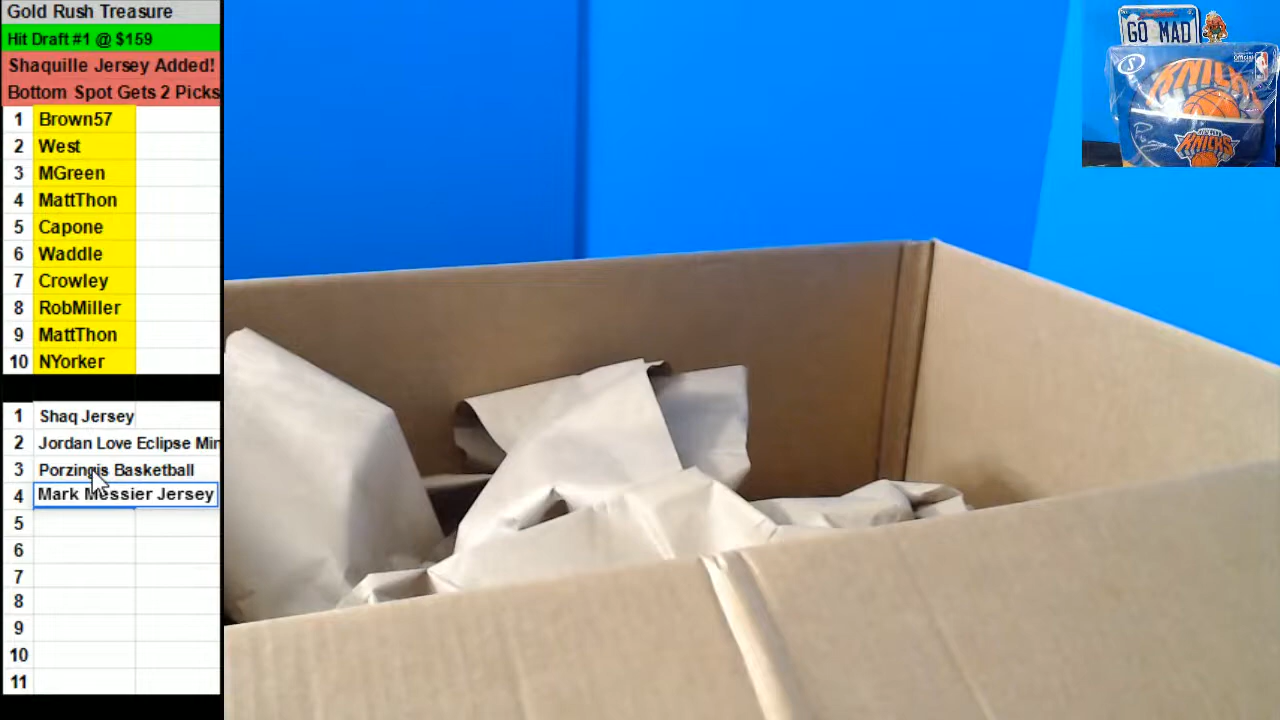 Gold Rush Treasure
Hit Draft #1 @ $159
Shaquille Jersey Added!
Bottom Spot Gets 2 Picks
1 Brown57
2 West
3 MGreen
4 MattThon
5 Capone
6 Waddle
7 Crowley
8 RobMiller
9 MattThon
10 NYorker
1 Shaq Jersey
2 Jordan Love Eclipse Min
3 Porzingis Basketball
4 Mark Messier Jersey
5
6
7
8
9
10
11
GO MAD
S
KNICKS
KNICKS